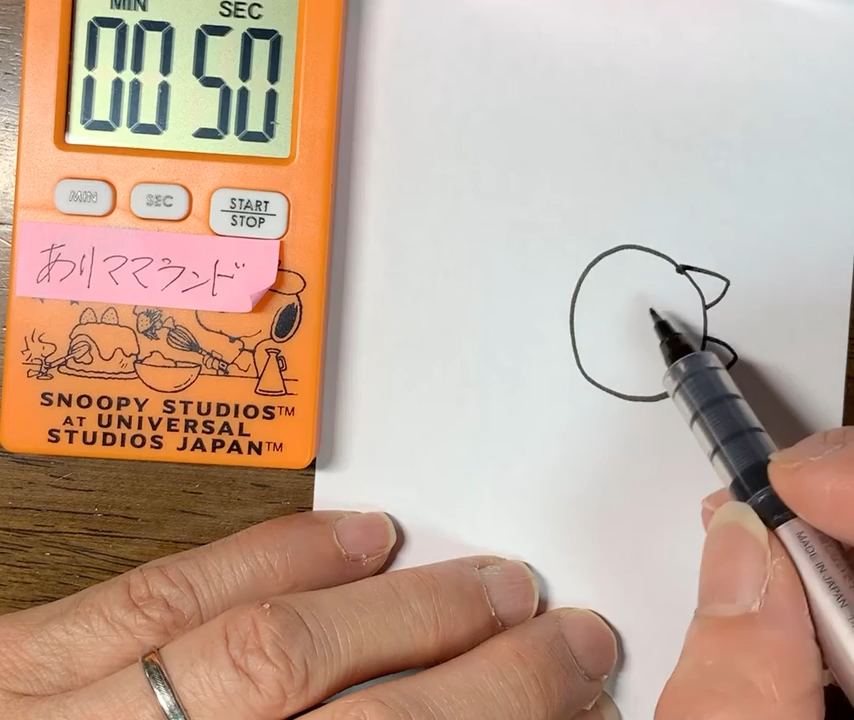 MIN SEC
00 50
MIN SEC START
STOP
ありママランド
SNOOPY STUDIOS™
AT UNIVERSAL
STUDIOS JAPAN™
MADE IN JAPAN